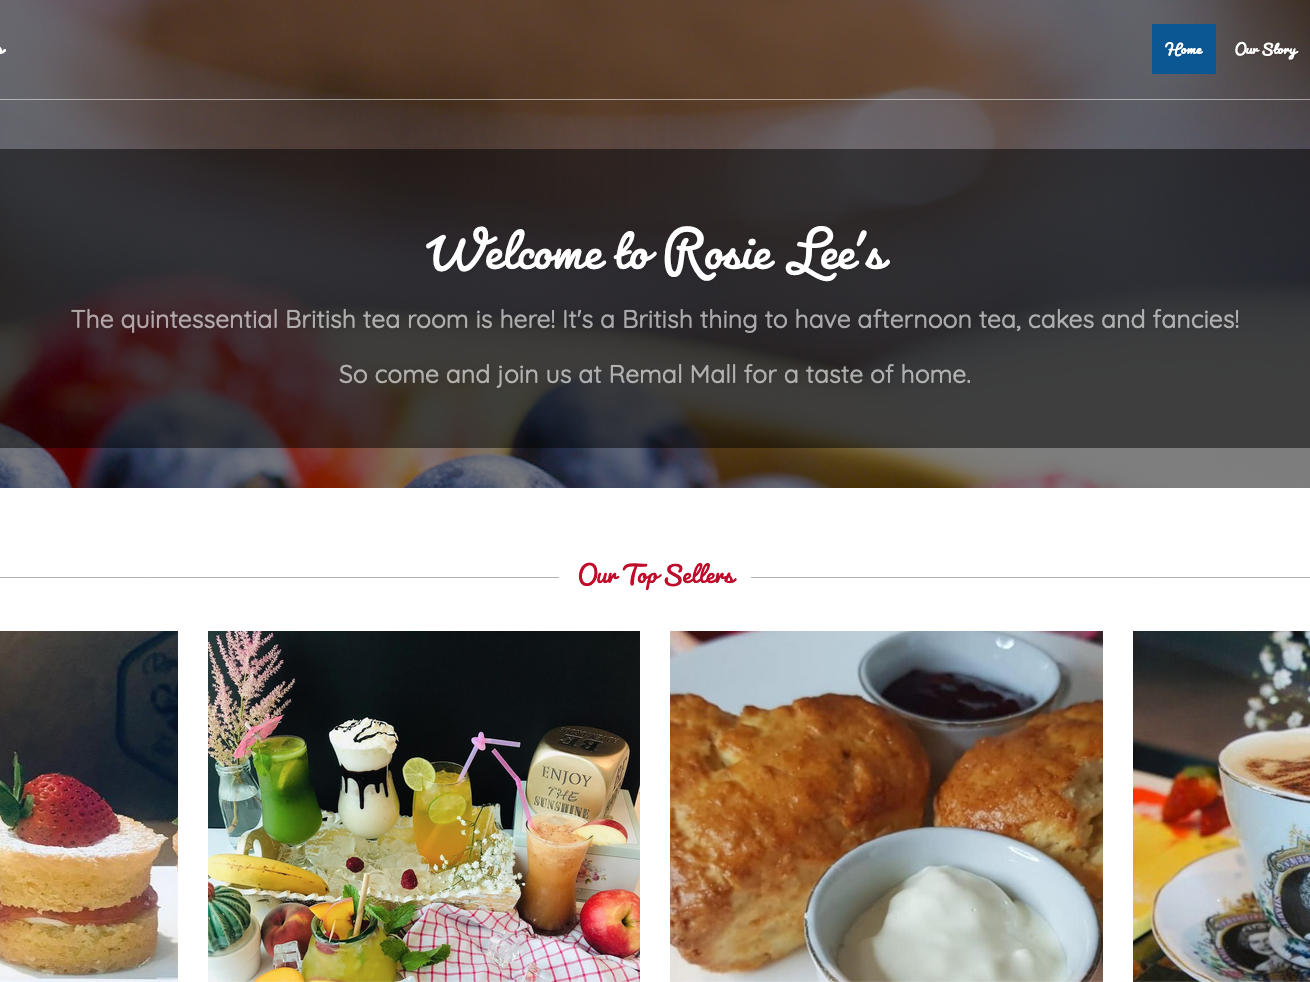 Home
Our Story
Welcome to Rosie Lee's
The quintessential British tea room is here! It's a British thing to have afternoon tea, cakes and fancies!
So come and join us at Remal Mall for a taste of home.
Our Top Sellers
ENJOY
THE
SUNSHINE